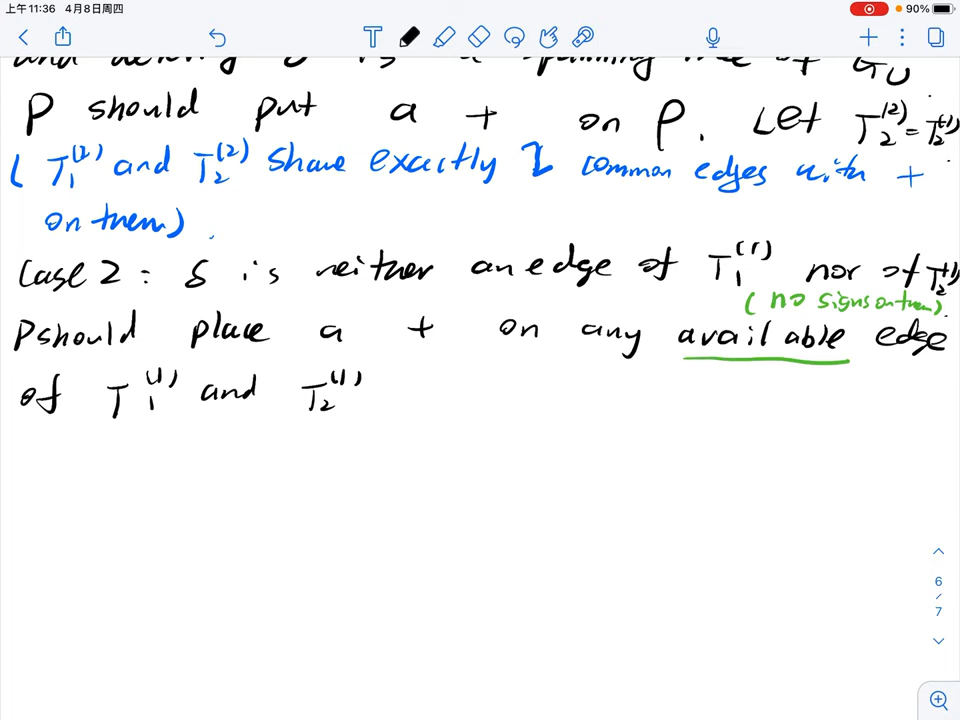 上午11:36 4月8日周四
90%
P should put a + on ρ. Let T₂⁽²⁾ = T₂⁽¹⁾
( T₁⁽²⁾ and T₂⁽²⁾ share exactly 2 common edges with +
on them)
Case 2 : δ is neither an edge of T₁⁽¹⁾ nor of T₂⁽¹⁾
( no signs on them)
P should place a + on any available edge
of T₁⁽¹⁾ and T₂⁽¹⁾
6
/
7